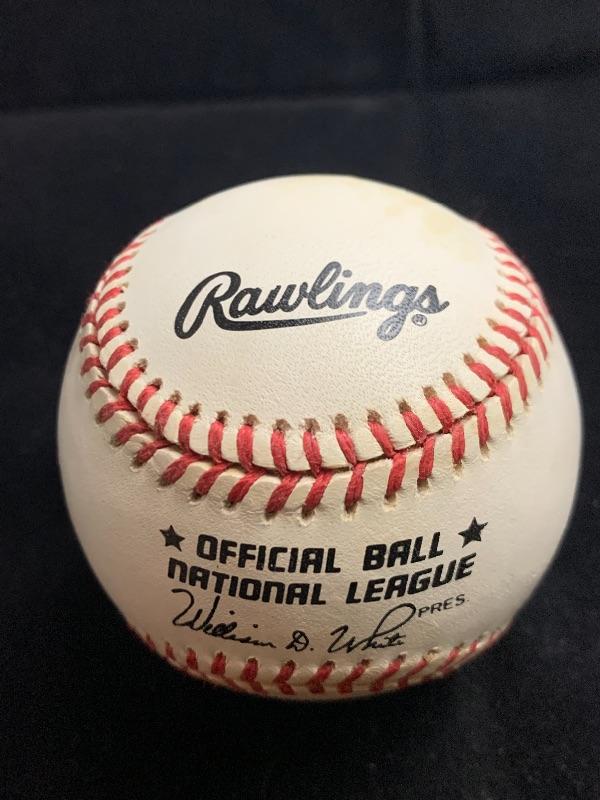 Rawlings®
★ OFFICIAL BALL ★
NATIONAL LEAGUE
William D. White PRES.